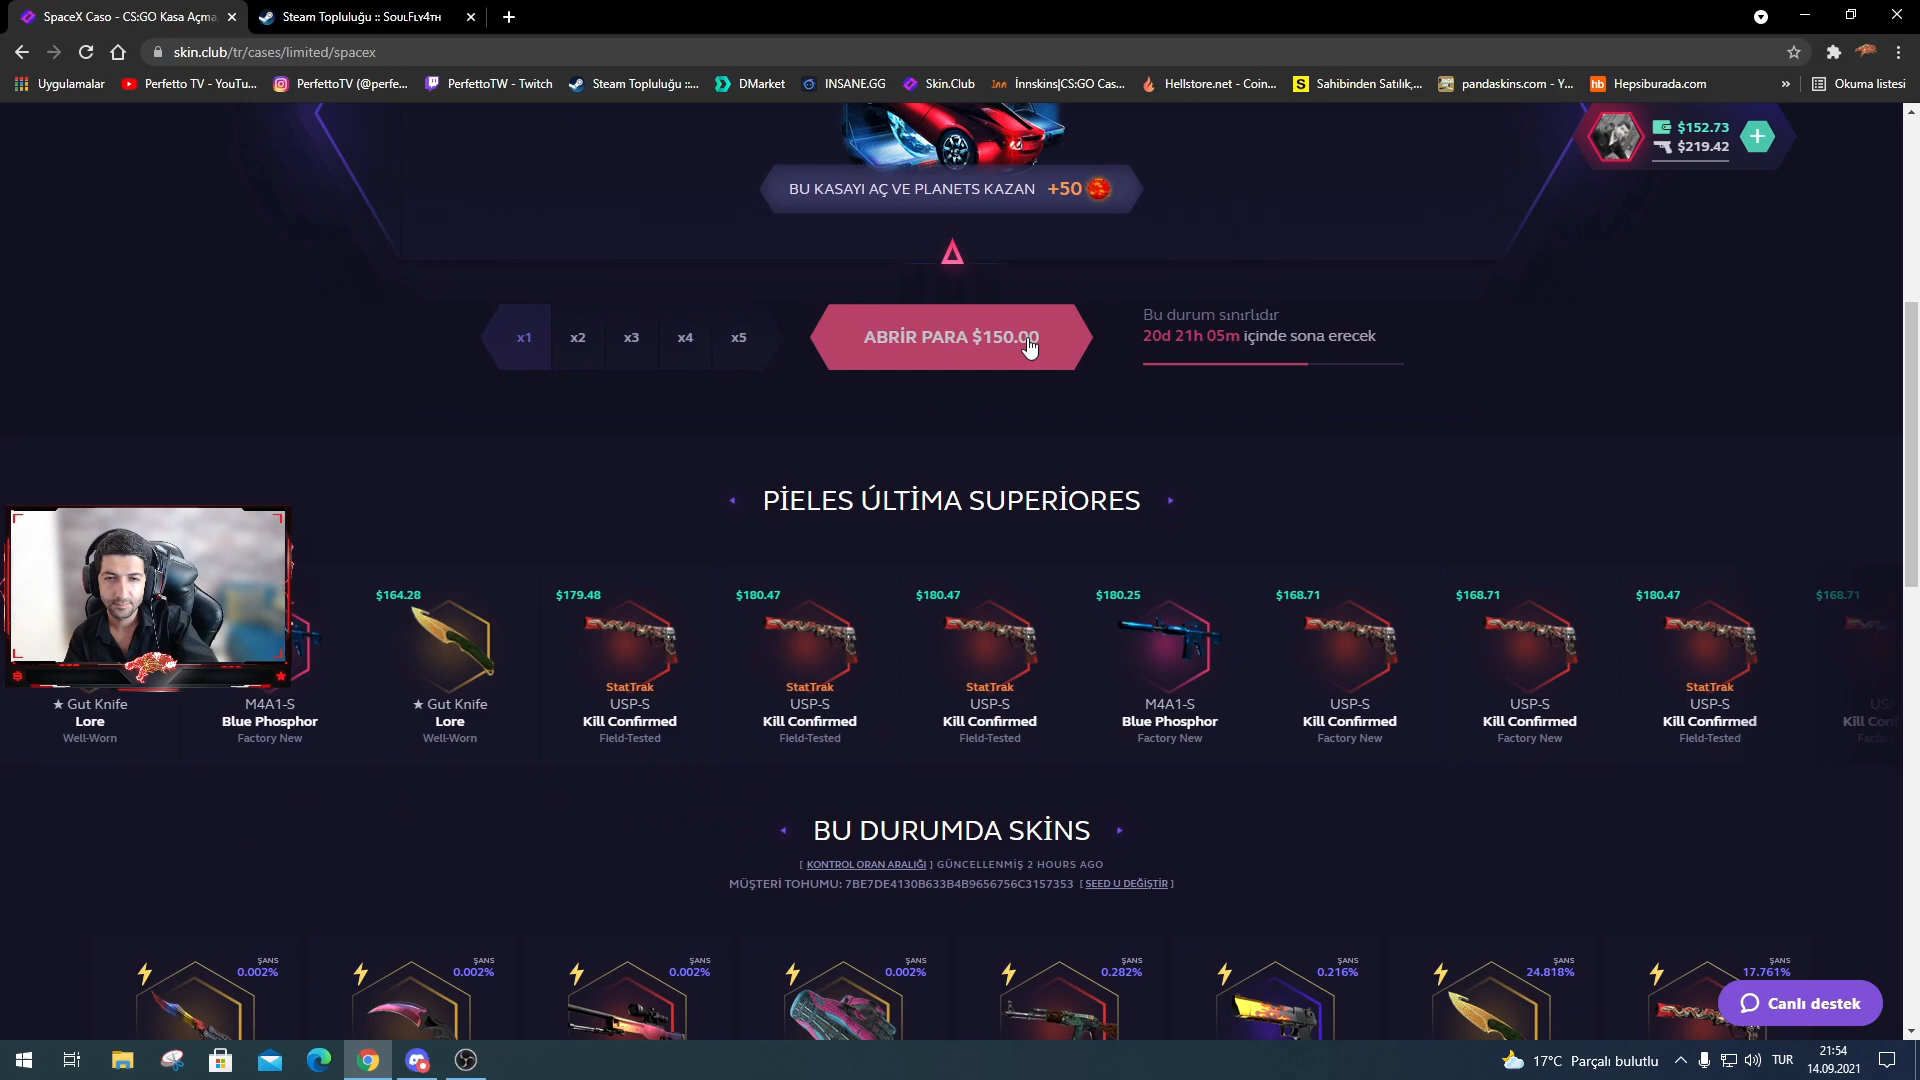 SpaceX Caso - CS:GO Kasa Açma
Steam Topluluğu :: SoulFly4TH
skin.club/tr/cases/limited/spacex
Uygulamalar
Perfetto TV - YouTu...
PerfettoTV (@perfe...
PerfettoTW - Twitch
Steam Topluluğu ::...
DMarket
INSANE.GG
Skin.Club
İnnskins|CS:GO Cas...
Hellstore.net - Coin...
Sahibinden Satılık,...
pandaskins.com - Y...
Hepsiburada.com
»
Okuma listesi
$152.73
$219.42
BU KASAYI AÇ VE PLANETS KAZAN +50
x1 x2 x3 x4 x5
ABRİR PARA $150.00
Bu durum sınırlıdır
20d 21h 05m içinde sona erecek
PİELES ÚLTİMA SUPERİORES
$164.28 $179.48 $180.47 $180.47 $180.25 $168.71 $168.71 $180.47 $168.71
StatTrak StatTrak StatTrak StatTrak
★ Gut Knife M4A1-S ★ Gut Knife USP-S USP-S USP-S M4A1-S USP-S USP-S USP-S
Lore Blue Phosphor Lore Kill Confirmed Kill Confirmed Kill Confirmed Blue Phosphor Kill Confirmed Kill Confirmed Kill Confirmed
Well-Worn Factory New Well-Worn Field-Tested Field-Tested Field-Tested Factory New Factory New Factory New Field-Tested
BU DURUMDA SKİNS
[ KONTROL ORAN ARALIĞI ] GÜNCELLENMİŞ 2 HOURS AGO
MÜŞTERİ TOHUMU: 7BE7DE4130B633B4B9656756C3157353 [ SEED U DEĞİŞTİR ]
ŞANS ŞANS ŞANS ŞANS ŞANS ŞANS ŞANS ŞANS
0.002% 0.002% 0.002% 0.002% 0.282% 0.216% 24.818% 17.761%
Canlı destek
17°C Parçalı bulutlu
TUR
21:54
14.09.2021